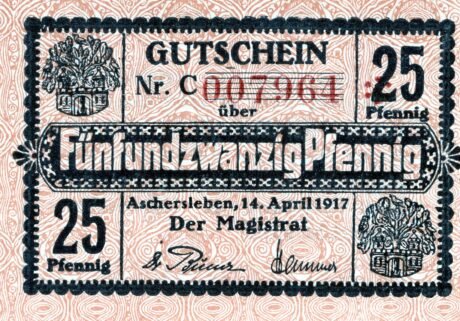 GUTSCHEIN
Nr. C 007964
25
Pfennig
über
Fünfundzwanzig Pfennig
Aschersleben, 14. April 1917
Der Magistrat
25
Pfennig